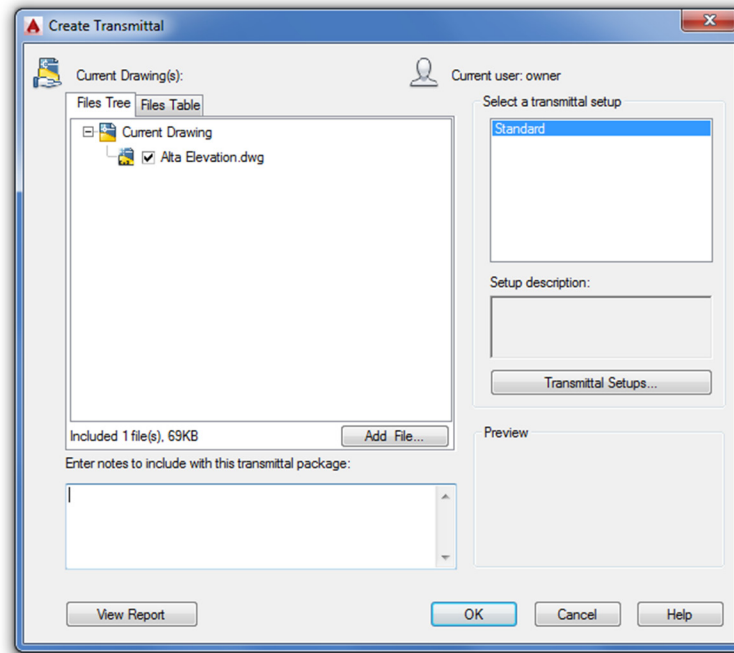 Create Transmittal
Current Drawing(s):
Current user: owner
Files Tree
Files Table
Current Drawing
Alta Elevation.dwg
Included 1 file(s), 69KB
Add File...
Enter notes to include with this transmittal package:
Select a transmittal setup
Standard
Setup description:
Transmittal Setups...
Preview
View Report
OK
Cancel
Help